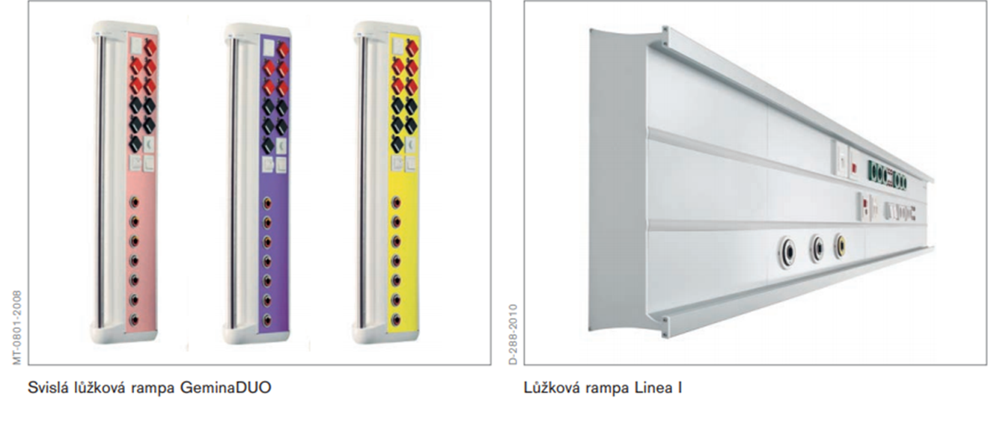 MT-0801-2008
Svislá lůžková rampa GeminaDUO
D-288-2010
Lůžková rampa Linea I